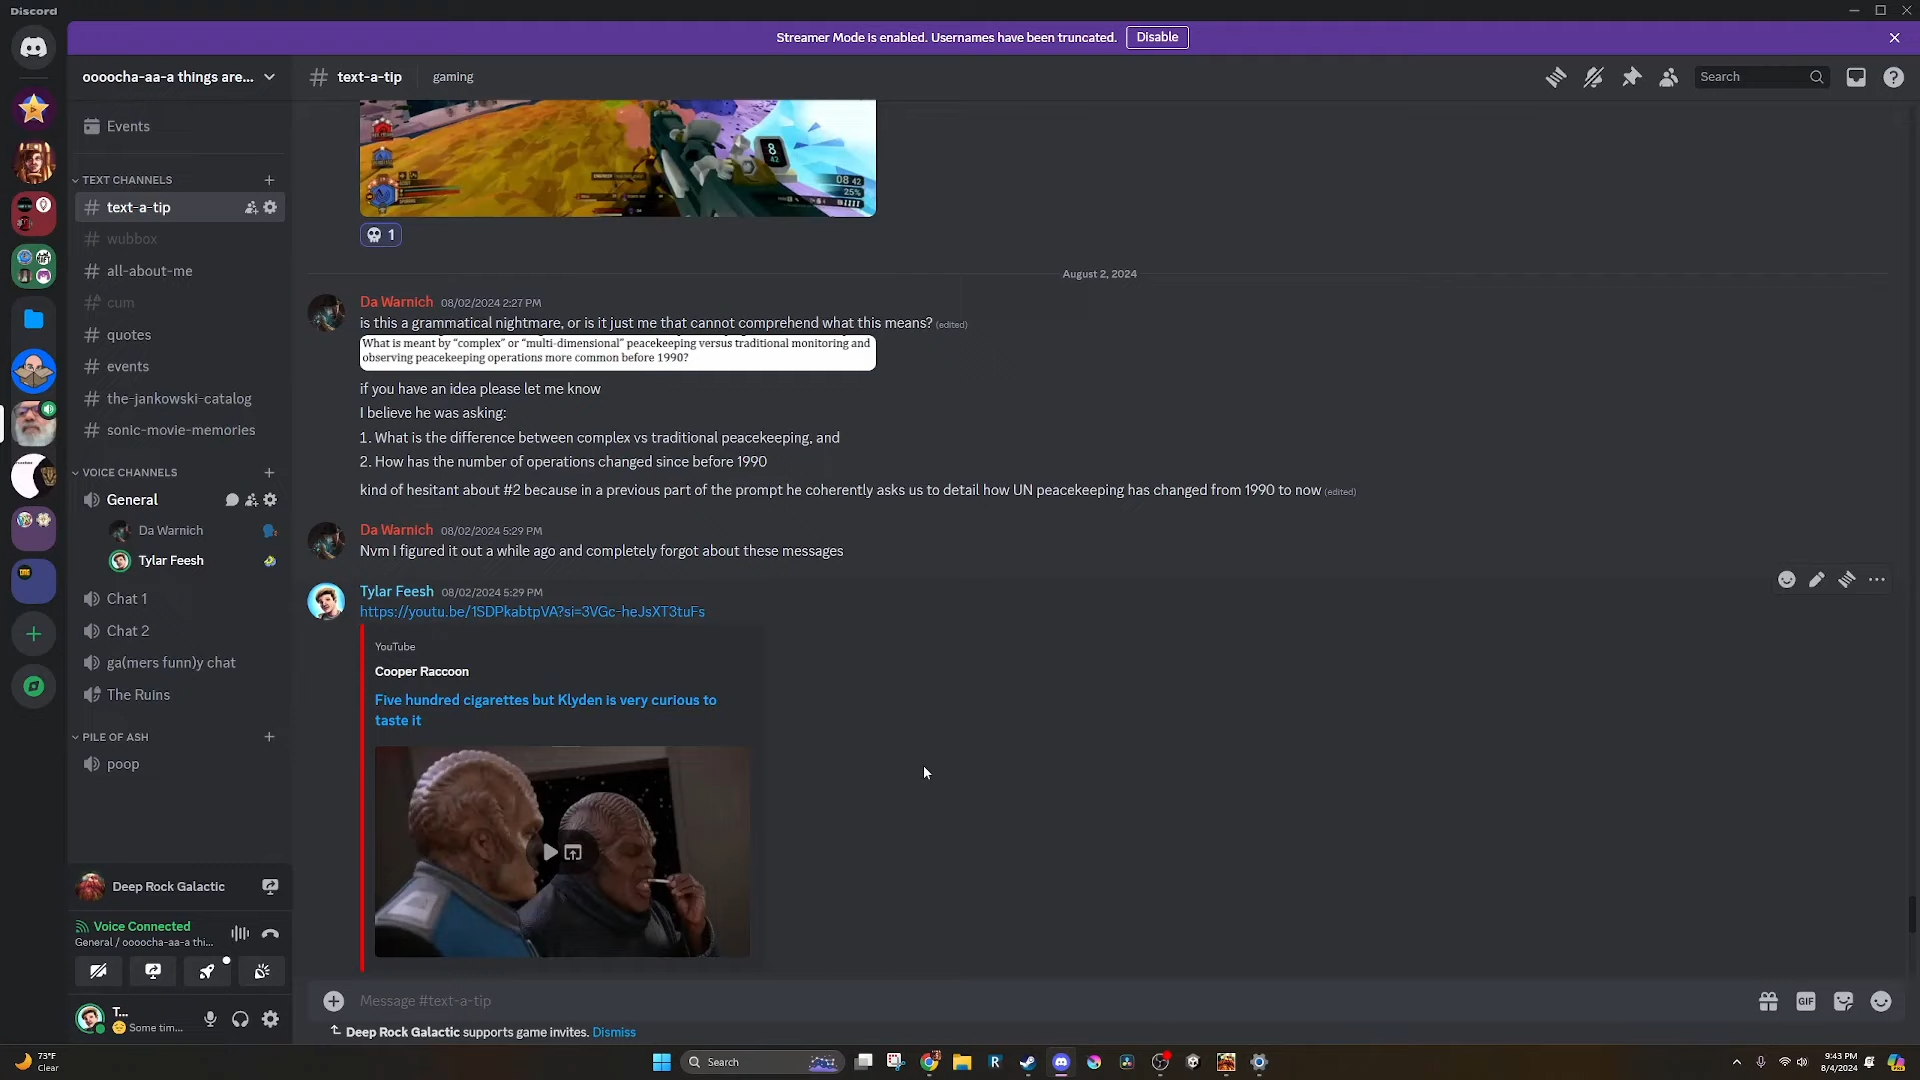 Discord
Streamer Mode is enabled. Usernames have been truncated.
Disable
oooocha-aa-a things are...
text-a-tip
gaming
Search
Events
TEXT CHANNELS
text-a-tip
wubbox
all-about-me
cum
quotes
events
the-jankowski-catalog
sonic-movie-memories
VOICE CHANNELS
General
Da Warnich
Tylar Feesh
Chat 1
Chat 2
ga(mers funn)y chat
The Ruins
PILE OF ASH
poop
Deep Rock Galactic
Voice Connected
General / oooocha-aa-a thi...
T...
Some tim...
8
42
08 42
25%
1
August 2, 2024
Da Warnich 08/02/2024 2:27 PM
is this a grammatical nightmare, or is it just me that cannot comprehend what this means? (edited)
What is meant by “complex” or “multi-dimensional” peacekeeping versus traditional monitoring and
observing peacekeeping operations more common before 1990?
if you have an idea please let me know
I believe he was asking:
1. What is the difference between complex vs traditional peacekeeping, and
2. How has the number of operations changed since before 1990
kind of hesitant about #2 because in a previous part of the prompt he coherently asks us to detail how UN peacekeeping has changed from 1990 to now (edited)
Da Warnich 08/02/2024 5:29 PM
Nvm I figured it out a while ago and completely forgot about these messages
Tylar Feesh 08/02/2024 5:29 PM
https://youtu.be/1SDPkabtpVA?si=3VGc-heJsXT3tuFs
YouTube
Cooper Raccoon
Five hundred cigarettes but Klyden is very curious to
taste it
Message #text-a-tip
GIF
Deep Rock Galactic supports game invites. Dismiss
73°F
Clear
Search
9:43 PM
8/4/2024